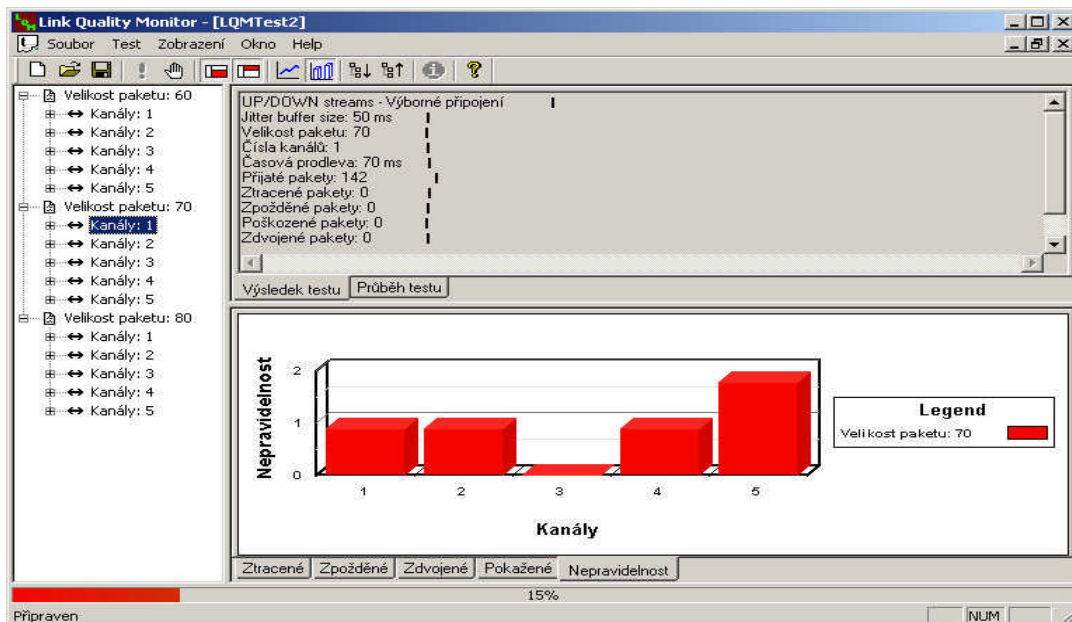 Link Quality Monitor - [LQMTest2]
Soubor Test Zobrazení Okno Help
Velikost paketu: 60
Kanály: 1
Kanály: 2
Kanály: 3
Kanály: 4
Kanály: 5
Velikost paketu: 70
Kanály: 1
Kanály: 2
Kanály: 3
Kanály: 4
Kanály: 5
Velikost paketu: 80
Kanály: 1
Kanály: 2
Kanály: 3
Kanály: 4
Kanály: 5
UP/DOWN streams - Výborné připojení
Jitter buffer size: 50 ms
Velikost paketu: 70
Čísla kanálů: 1
Časová prodleva: 70 ms
Přijaté pakety: 142
Ztracené pakety: 0
Zpožděné pakety: 0
Poškozené pakety: 0
Zdvojené pakety: 0
Výsledek testu Průběh testu
Nepravidelnost
2
1
0
1 2 3 4 5
Kanály
Legend
Velikost paketu: 70
Ztracené Zpožděné Zdvojené Pokažené Nepravidelnost
15%
Připraven NUM